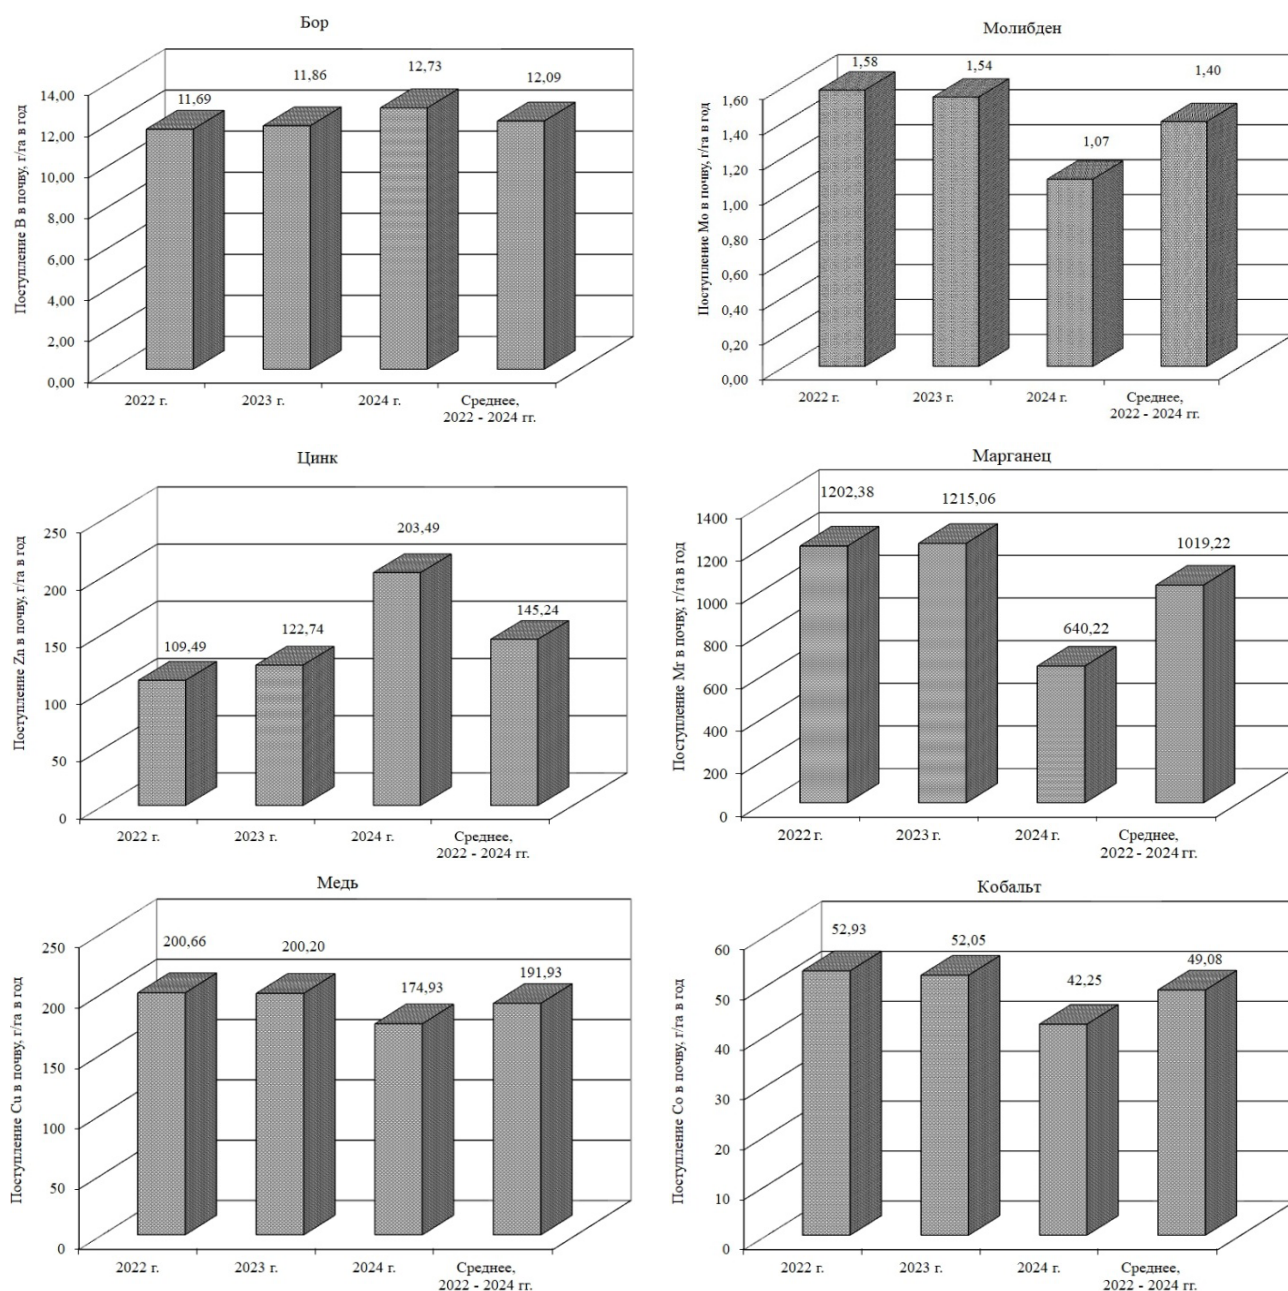 Бор
Поступление В в почву, г/га в год
14,00
12,00
10,00
8,00
6,00
4,00
2,00
0,00
11,69
11,86
12,73
12,09
2022 г.
2023 г.
2024 г.
Среднее,
2022 - 2024 гг.
Молибден
Поступление Мо в почву, г/га в год
1,60
1,40
1,20
1,00
0,80
0,60
0,40
0,20
0,00
1,58
1,54
1,07
1,40
2022 г.
2023 г.
2024 г.
Среднее,
2022 - 2024 гг.
Цинк
Поступление Zn в почву, г/га в год
250
200
150
100
50
0
109,49
122,74
203,49
145,24
2022 г.
2023 г.
2024 г.
Среднее,
2022 - 2024 гг.
Марганец
Поступление Mr в почву, г/га в год
1400
1200
1000
800
600
400
200
0
1202,38
1215,06
640,22
1019,22
2022 г.
2023 г.
2024 г.
Среднее,
2022 - 2024 гг.
Медь
Поступление Cu в почву, г/га в год
250
200
150
100
50
0
200,66
200,20
174,93
191,93
2022 г.
2023 г.
2024 г.
Среднее,
2022 - 2024 гг.
Кобальт
Поступление Со в почву, г/га в год
60
50
40
30
20
10
0
52,93
52,05
42,25
49,08
2022 г.
2023 г.
2024 г.
Среднее,
2022 - 2024 гг.